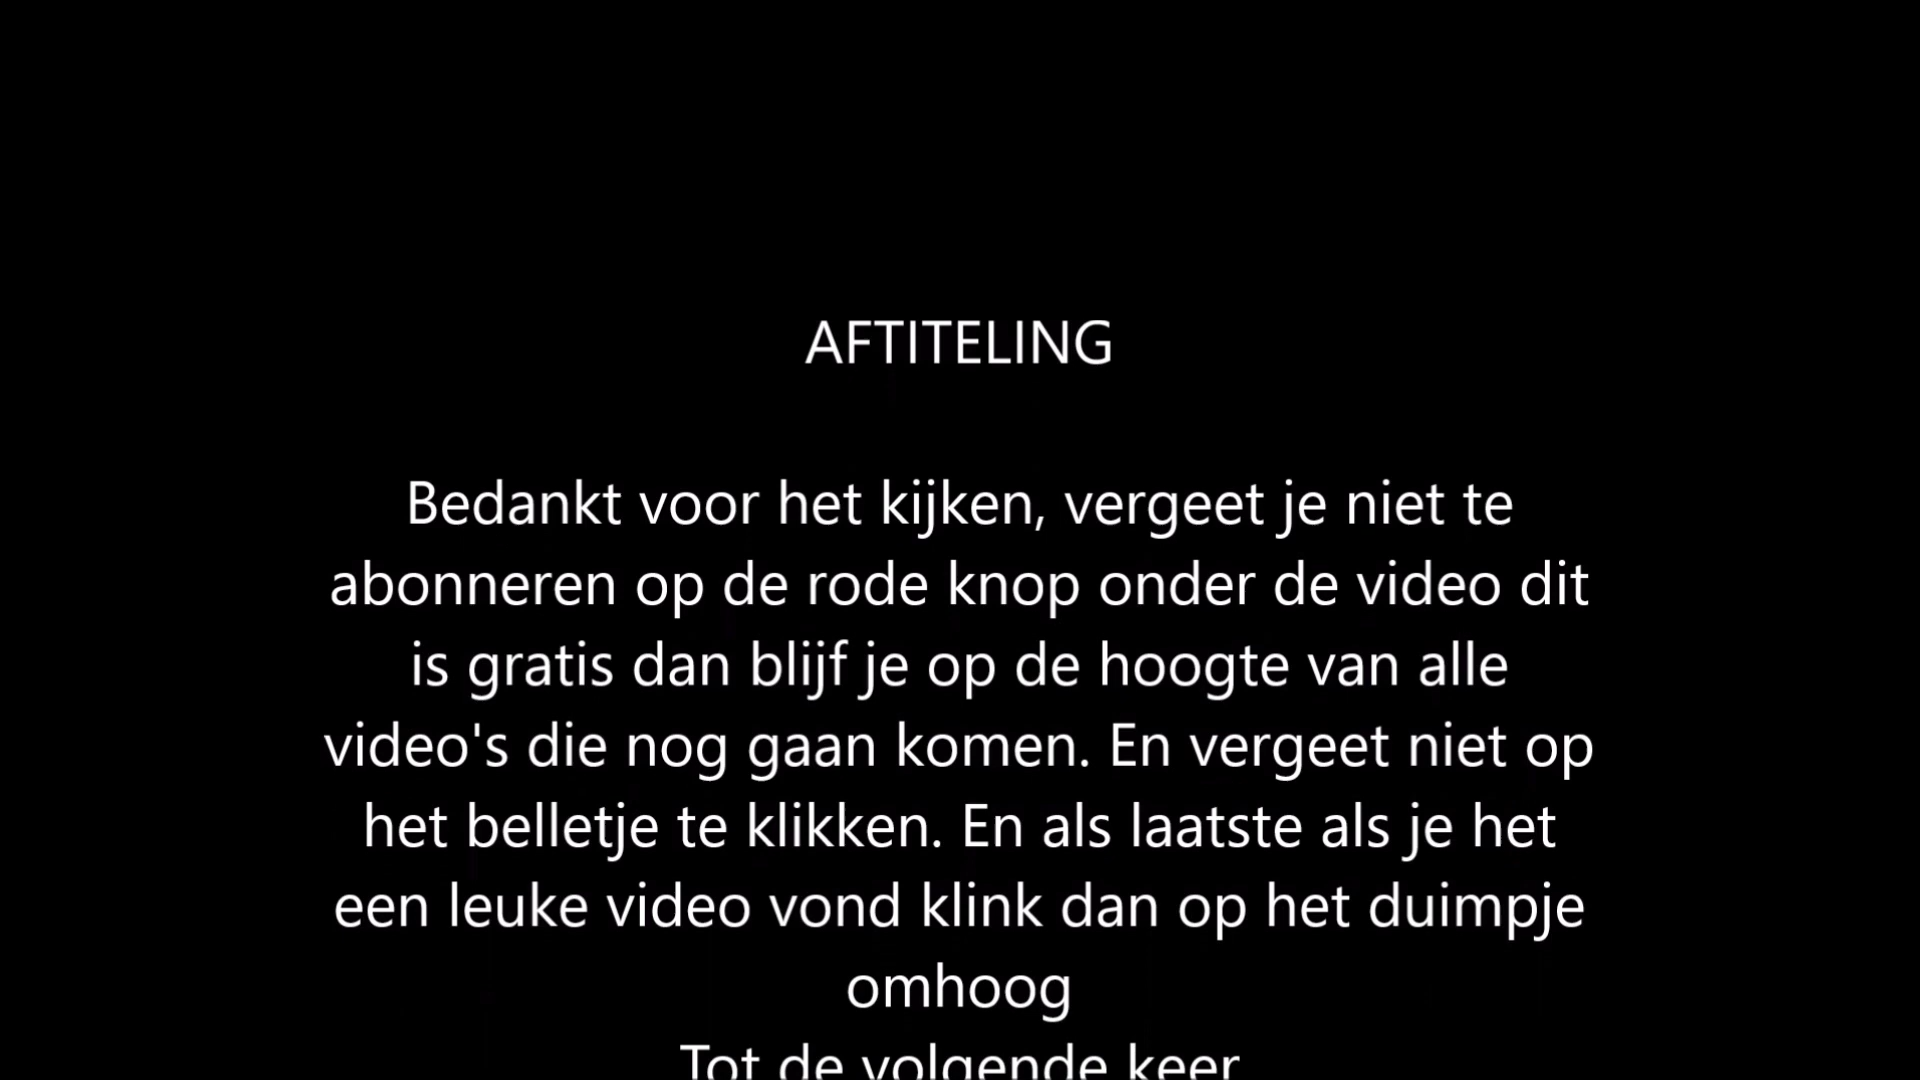 AFTITELING
Bedankt voor het kijken, vergeet je niet te
abonneren op de rode knop onder de video dit
is gratis dan blijf je op de hoogte van alle
video's die nog gaan komen. En vergeet niet op
het belletje te klikken. En als laatste als je het
een leuke video vond klink dan op het duimpje
omhoog
Tot de volgende keer